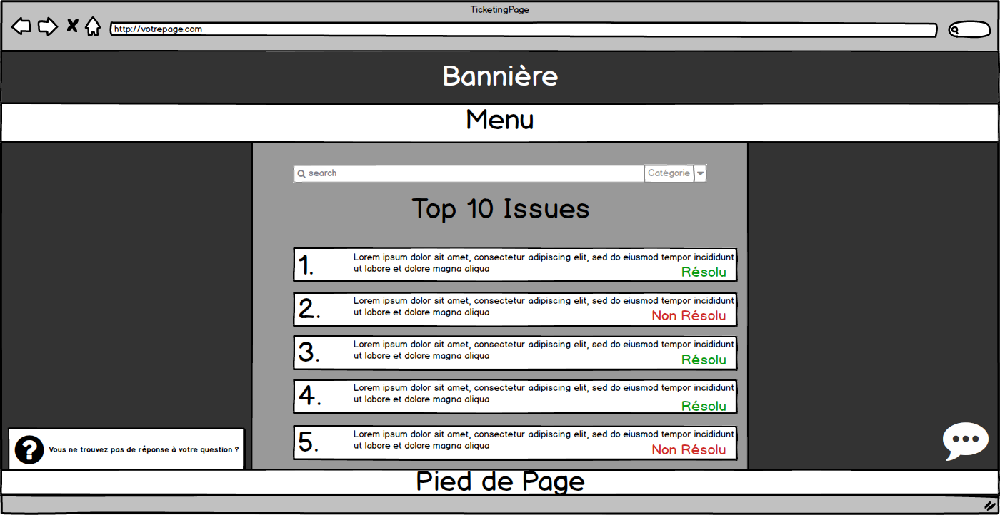 TicketingPage
http://votrepage.com
Bannière
Menu
search
Catégorie
Top 10 Issues
1.
Lorem ipsum dolor sit amet, consectetur adipiscing elit, sed do eiusmod tempor incididunt
ut labore et dolore magna aliqua
Résolu
2.
Lorem ipsum dolor sit amet, consectetur adipiscing elit, sed do eiusmod tempor incididunt
ut labore et dolore magna aliqua
Non Résolu
3.
Lorem ipsum dolor sit amet, consectetur adipiscing elit, sed do eiusmod tempor incididunt
ut labore et dolore magna aliqua
Résolu
4.
Lorem ipsum dolor sit amet, consectetur adipiscing elit, sed do eiusmod tempor incididunt
ut labore et dolore magna aliqua
Résolu
5.
Lorem ipsum dolor sit amet, consectetur adipiscing elit, sed do eiusmod tempor incididunt
ut labore et dolore magna aliqua
Non Résolu
? Vous ne trouvez pas de réponse à votre question ?
Pied de Page